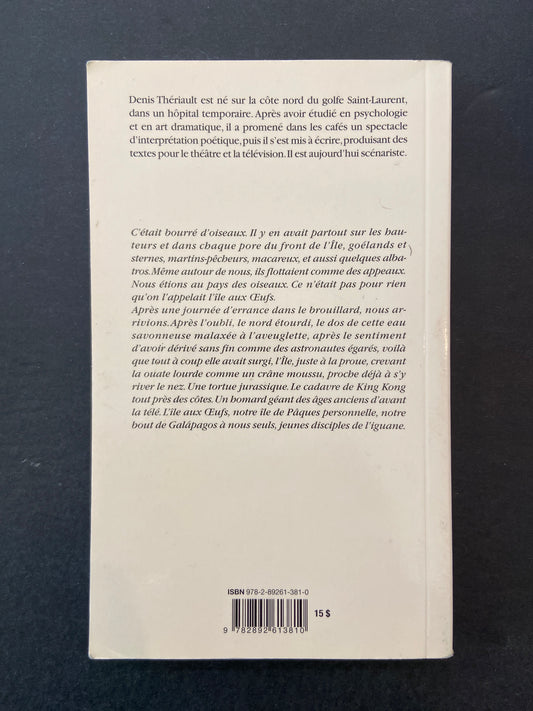 Denis Thériault est né sur la côte nord du golfe Saint-Laurent,
dans un hôpital temporaire. Après avoir étudié en psychologie
et en art dramatique, il a promené dans les cafés un spectacle
d'interprétation poétique, puis il s'est mis à écrire, produisant des
textes pour le théâtre et la télévision. Il est aujourd'hui scénariste.
C'était bourré d'oiseaux. Il y en avait partout sur les hau-
teurs et dans chaque pore du front de l'Île, goélands et
sternes, martins-pêcheurs, macareux, et aussi quelques alba-
tros. Même autour de nous, ils flottaient comme des appeaux.
Nous étions au pays des oiseaux. Ce n'était pas pour rien
qu'on l'appelait l'île aux Œufs.
Après une journée d'errance dans le brouillard, nous ar-
rivions. Après l'oubli, le nord étourdi, le dos de cette eau
savonneuse malaxée à l'aveuglette, après le sentiment
d'avoir dérivé sans fin comme des astronautes égarés, voilà
que tout à coup elle avait surgi, l'Île, juste à la proue, crevant
la ouate lourde comme un crâne moussu, proche déjà à s'y
river le nez. Une tortue jurassique. Le cadavre de King Kong
tout près des côtes. Un homard géant des âges anciens d'avant
la télé. L'île aux Œufs, notre île de Pâques personnelle, notre
bout de Galápagos à nous seuls, jeunes disciples de l'iguane.
ISBN 978-2-89261-381-0
15 $
9 782892 613810